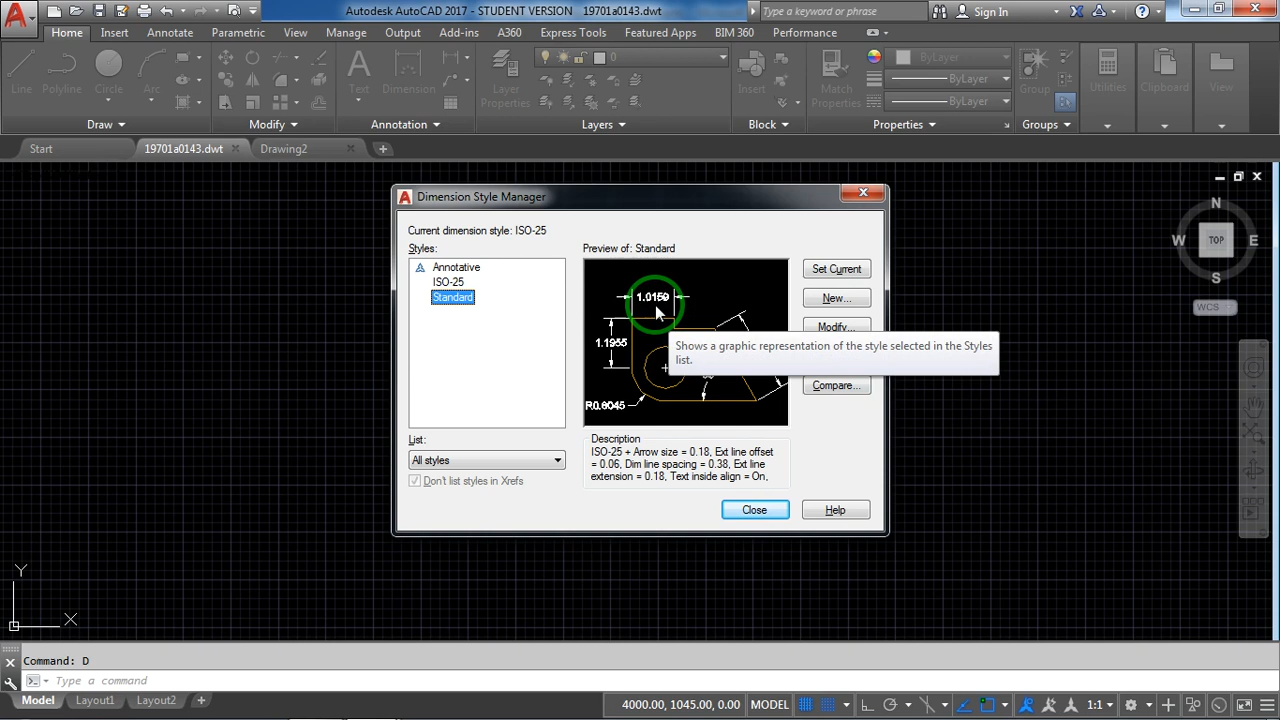 Autodesk AutoCAD 2017 - STUDENT VERSION 19701a0143.dwt
Type a keyword or phrase
Sign In
Home Insert Annotate Parametric View Manage Output Add-ins A360 Express Tools Featured Apps BIM 360 Performance
Line Polyline Circle Arc
Text Dimension
Layer Properties
0
Insert
Match Properties
ByLayer
ByLayer
ByLayer
Group Utilities Clipboard View
Draw Modify Annotation Layers Block Properties Groups
Start 19701a0143.dwt Drawing2
Dimension Style Manager
Current dimension style: ISO-25
Styles:
Annotative
ISO-25
Standard
Preview of: Standard
1.0159
1.1955
R0.8045
Set Current
New...
Modify...
Shows a graphic representation of the style selected in the Styles
list.
Compare...
List:
All styles
Don't list styles in Xrefs
Description
ISO-25 + Arrow size = 0.18, Ext line offset
= 0.06, Dim line spacing = 0.38, Ext line
extension = 0.18, Text inside align = On,
Close Help
N
W TOP E
S
WCS
Y
X
Command: D
Type a command
Model Layout1 Layout2
4000.00, 1045.00, 0.00 MODEL 1:1